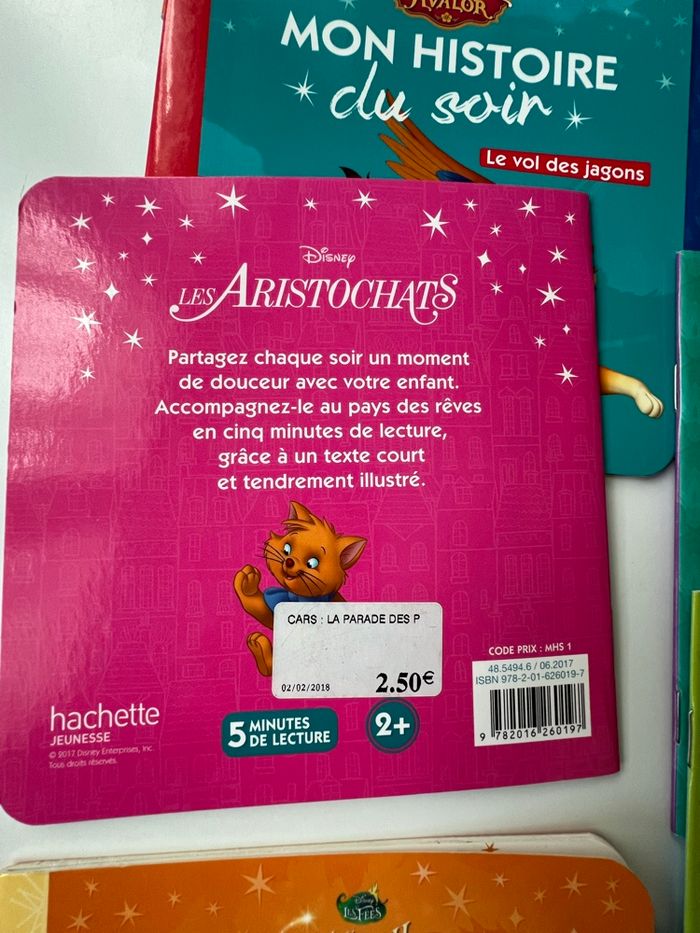 AVALOR
MON HISTOIRE
du soir
Le vol des jagons
Disney
LES ARISTOCHATS
Partagez chaque soir un moment
de douceur avec votre enfant.
Accompagnez-le au pays des rêves
en cinq minutes de lecture,
grâce à un texte court
et tendrement illustré.
CARS : LA PARADE DES P
02/02/2018
2.50€
CODE PRIX : MHS 1
48.5494.6 / 06.2017
ISBN 978-2-01-626019-7
9 782016 260197
hachette
JEUNESSE
© 2017 Disney Enterprises, Inc.
Tous droits réservés.
5 MINUTES
DE LECTURE
2+
Disney
LES FÉES